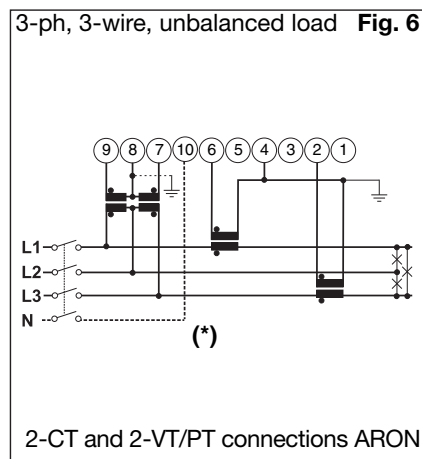 3-ph, 3-wire, unbalanced load Fig. 6
9 8 7 10 6 5 4 3 2 1
L1
L2
L3
N
(*)
2-CT and 2-VT/PT connections ARON